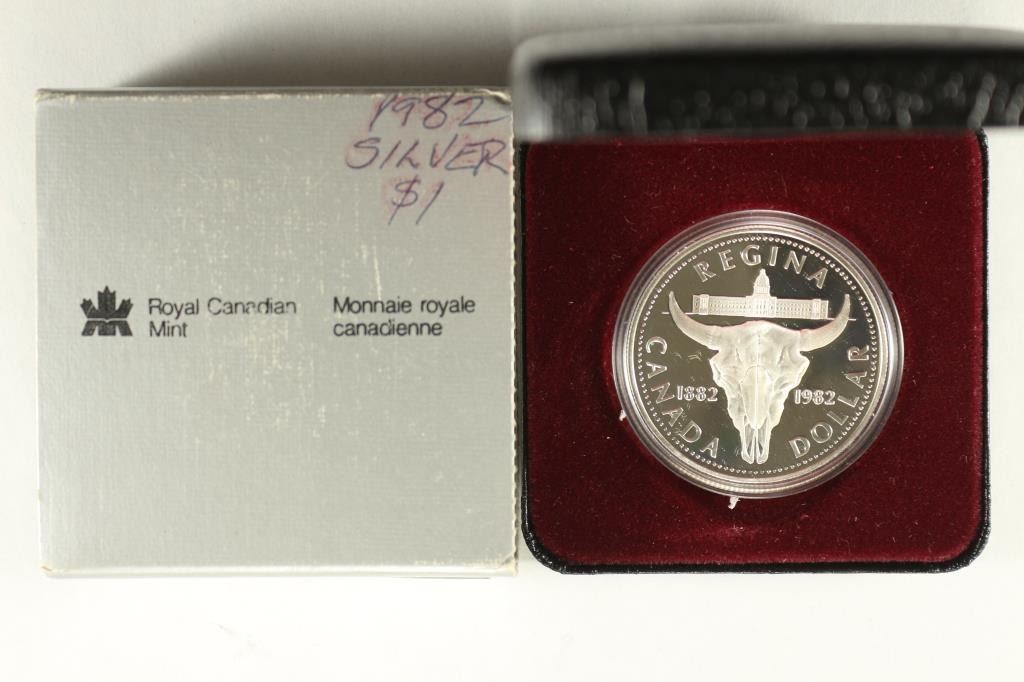 1982
SILVER
$1
Royal Canadian Mint
Monnaie royale canadienne
REGINA
CANADA
1882 1982
DOLLAR